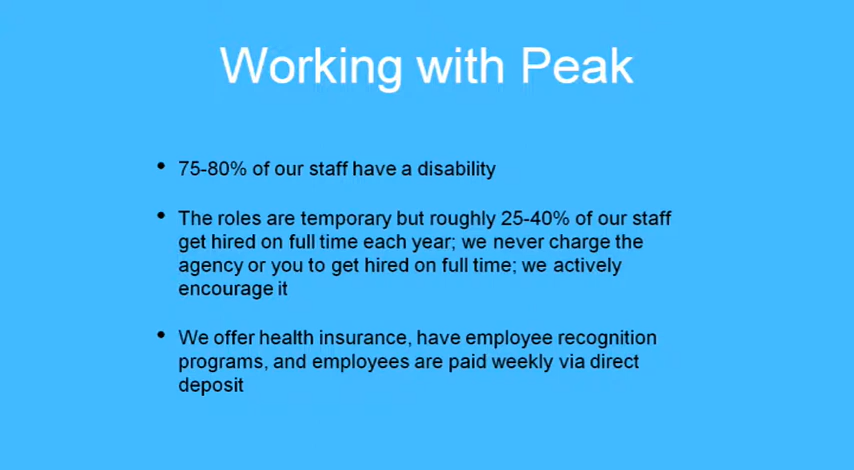 Working with Peak
• 75-80% of our staff have a disability
• The roles are temporary but roughly 25-40% of our staff
get hired on full time each year; we never charge the
agency or you to get hired on full time; we actively
encourage it
• We offer health insurance, have employee recognition
programs, and employees are paid weekly via direct
deposit